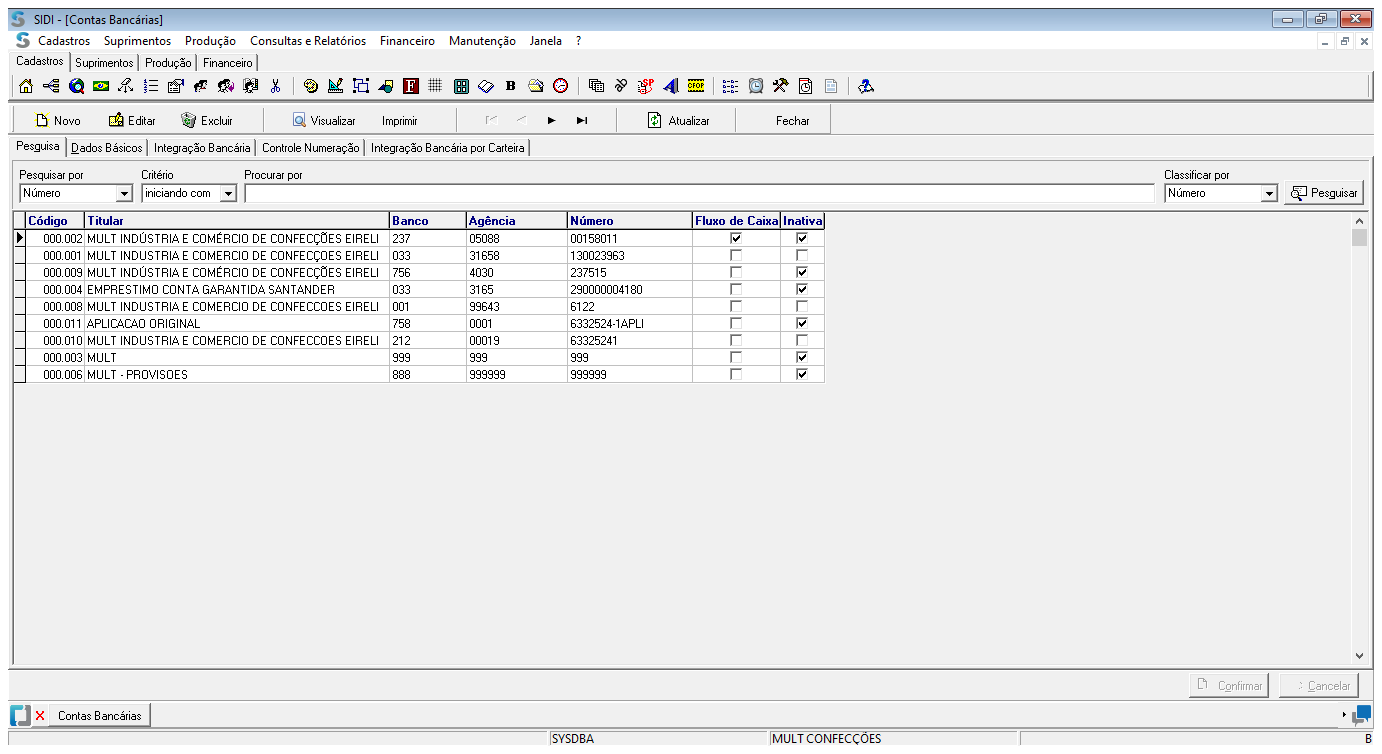 SIDI - [Contas Bancárias]
Cadastros Suprimentos Produção Consultas e Relatórios Financeiro Manutenção Janela ?
Cadastros Suprimentos Produção Financeiro
F B SP CFOP
Novo Editar Excluir Visualizar Imprimir Atualizar Fechar
Pesquisa Dados Básicos Integração Bancária Controle Numeração Integração Bancária por Carteira
Pesquisar por Critério Procurar por Classificar por
Número iniciando com Número Pesquisar
Código Titular Banco Agência Número Fluxo de Caixa Inativa
000.002 MULT INDÚSTRIA E COMÉRCIO DE CONFECÇÕES EIRELI 237 05088 00158011
000.001 MULT INDUSTRIA E COMERCIO DE CONFECÇÕES EIRELI 033 31658 130023963
000.009 MULT INDÚSTRIA E COMÉRCIO DE CONFECÇÕES EIRELI 756 4030 237515
000.004 EMPRESTIMO CONTA GARANTIDA SANTANDER 033 3165 290000004180
000.008 MULT INDUSTRIA E COMERCIO DE CONFECCOES EIRELI 001 99643 6122
000.011 APLICACAO ORIGINAL 758 0001 6332524-1APLI
000.010 MULT INDUSTRIA E COMERCIO DE CONFECCOES EIRELI 212 00019 63325241
000.003 MULT 999 999 999
000.006 MULT - PROVISOES 888 999999 999999
Confirmar Cancelar
Contas Bancárias
SYSDBA MULT CONFECÇÕES B